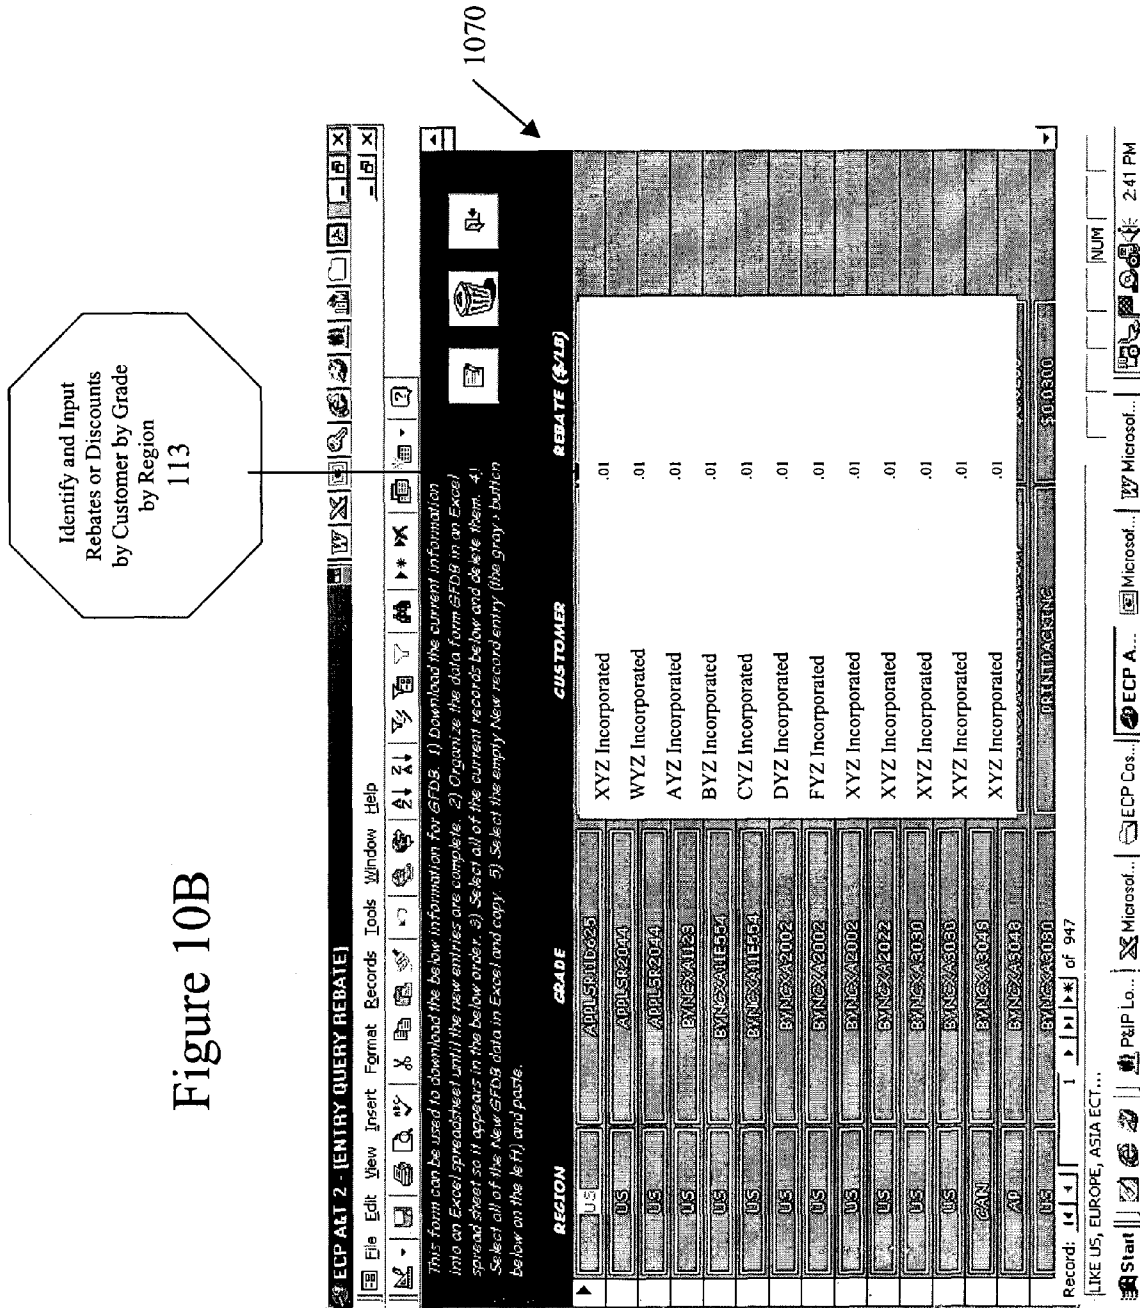 Figure 10B
Identify and Input
Rebates or Discounts
by Customer by Grade
by Region
113
1070
ECP A&T 2 - [ENTRY QUERY REBATE]
File Edit View Insert Format Records Tools Window Help
This form can be used to download the below information for GFDB. 1) Download the current information
into an Excel spreadsheet until the new entries are complete. 2) Organize the data form GFDB in an Excel
spread sheet so it appears in the below order. 3) Select all of the current records below and delete them. 4)
Select all of the New GFDB data in Excel and copy. 5) Select the empty New record entry (the gray > button
below on the left) and paste.
REGION GRADE CUSTOMER REBATE ($/LB)
US XYZ Incorporated .01
US APPLSR2044 WYZ Incorporated .01
US APPLSR2044 AYZ Incorporated .01
US BYZ Incorporated .01
US CYZ Incorporated .01
US DYZ Incorporated .01
US BYNCXA2002 FYZ Incorporated .01
US BYNCXA2002 XYZ Incorporated .01
US BYNCXA2002 XYZ Incorporated .01
US BYNCXA2022 XYZ Incorporated .01
US BYNCXA3030 XYZ Incorporated .01
US XYZ Incorporated .01
CAN
AP
US BYNCXA3030 PRINTPACKINC $0.0300
Record: 1 of 947
LIKE US, EUROPE, ASIA ECT... NUM
Start P&IP Lo... Microsof... ECP Cos... ECP A... Microsof... Microsof... 2:41 PM